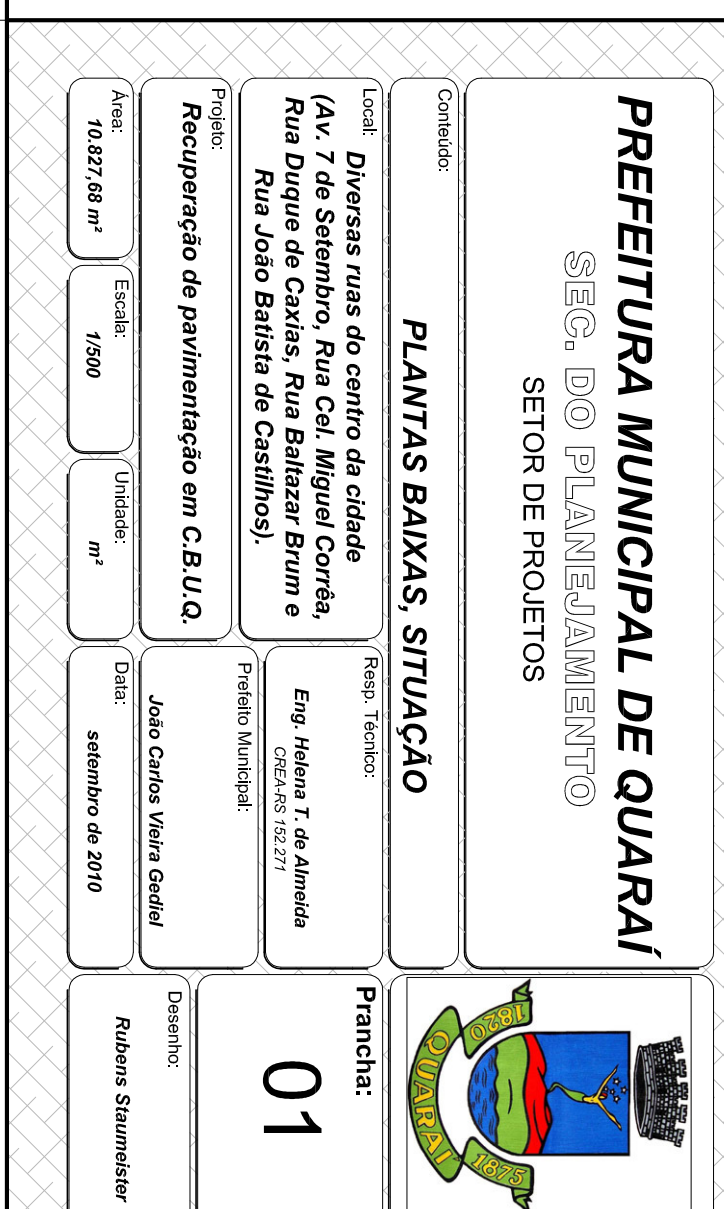 PREFEITURA MUNICIPAL DE QUARAÍ
SEC. DO PLANEJAMENTO
SETOR DE PROJETOS
Conteúdo:
PLANTAS BAIXAS, SITUAÇÃO
Local:
Diversas ruas do centro da cidade
(Av. 7 de Setembro, Rua Cel. Miguel Corrêa,
Rua Duque de Caxias, Rua Baltazar Brum e
Rua João Batista de Castilhos).
Resp. Técnico:
Eng. Helena T. de Almeida
CREA-RS 152.271
Projeto:
Recuperação de pavimentação em C.B.U.Q.
Prefeito Municipal:
João Carlos Vieira Gediel
Área:
10.827,68 m²
Escala:
1/500
Unidade:
m²
Data:
setembro de 2010
1820
QUARAÍ
1875
Prancha:
01
Desenho:
Rubens Staumeister